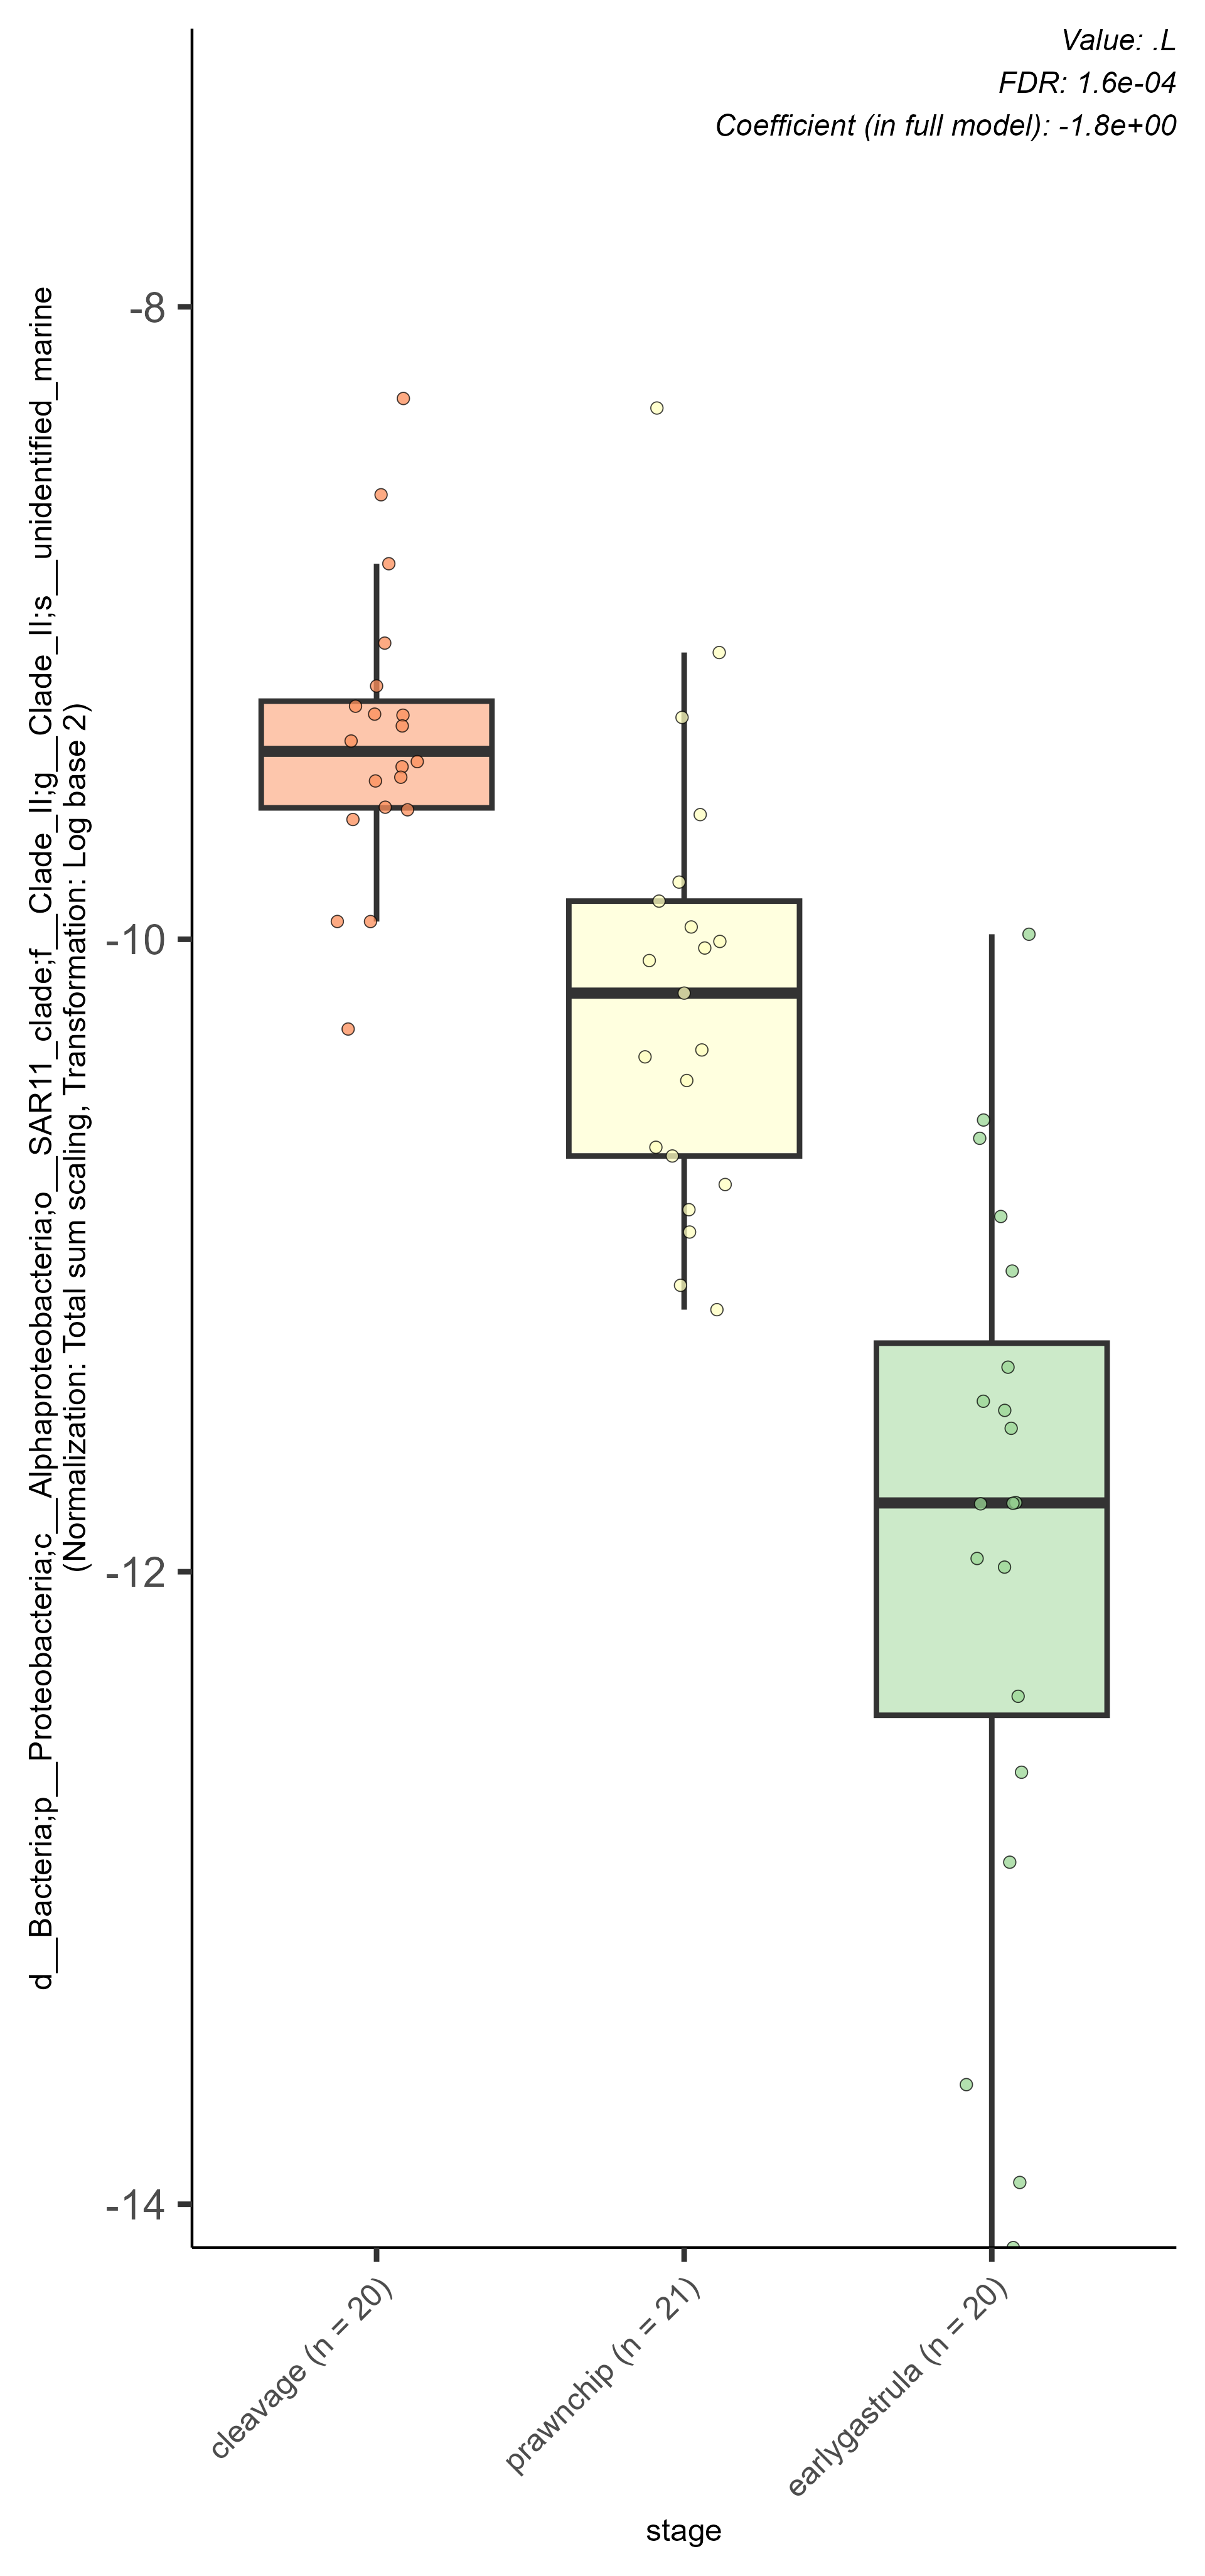 Value: .L
FDR: 1.6e-04
Coefficient (in full model): -1.8e+00
d__Bacteria;p__Proteobacteria;c__Alphaproteobacteria;o__SAR11_clade;f__Clade_II;g__Clade_II;s__unidentified_marine
(Normalization: Total sum scaling, Transformation: Log base 2)
-8
-10
-12
-14
cleavage (n = 20)
prawnchip (n = 21)
earlygastrula (n = 20)
stage